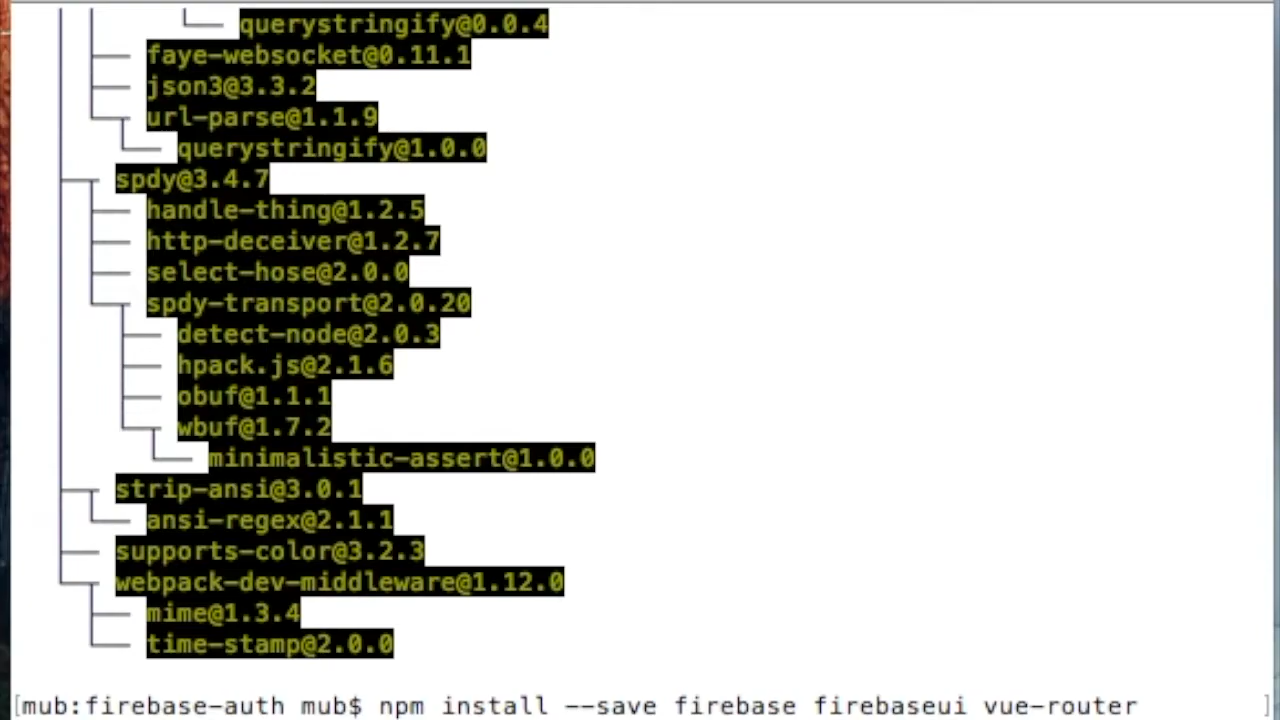 querystringify@0.0.4
faye-websocket@0.11.1
json3@3.3.2
url-parse@1.1.9
querystringify@1.0.0
spdy@3.4.7
handle-thing@1.2.5
http-deceiver@1.2.7
select-hose@2.0.0
spdy-transport@2.0.20
detect-node@2.0.3
hpack.js@2.1.6
obuf@1.1.1
wbuf@1.7.2
minimalistic-assert@1.0.0
strip-ansi@3.0.1
ansi-regex@2.1.1
supports-color@3.2.3
webpack-dev-middleware@1.12.0
mime@1.3.4
time-stamp@2.0.0
[mub:firebase-auth mub$ npm install --save firebase firebaseui vue-router ]